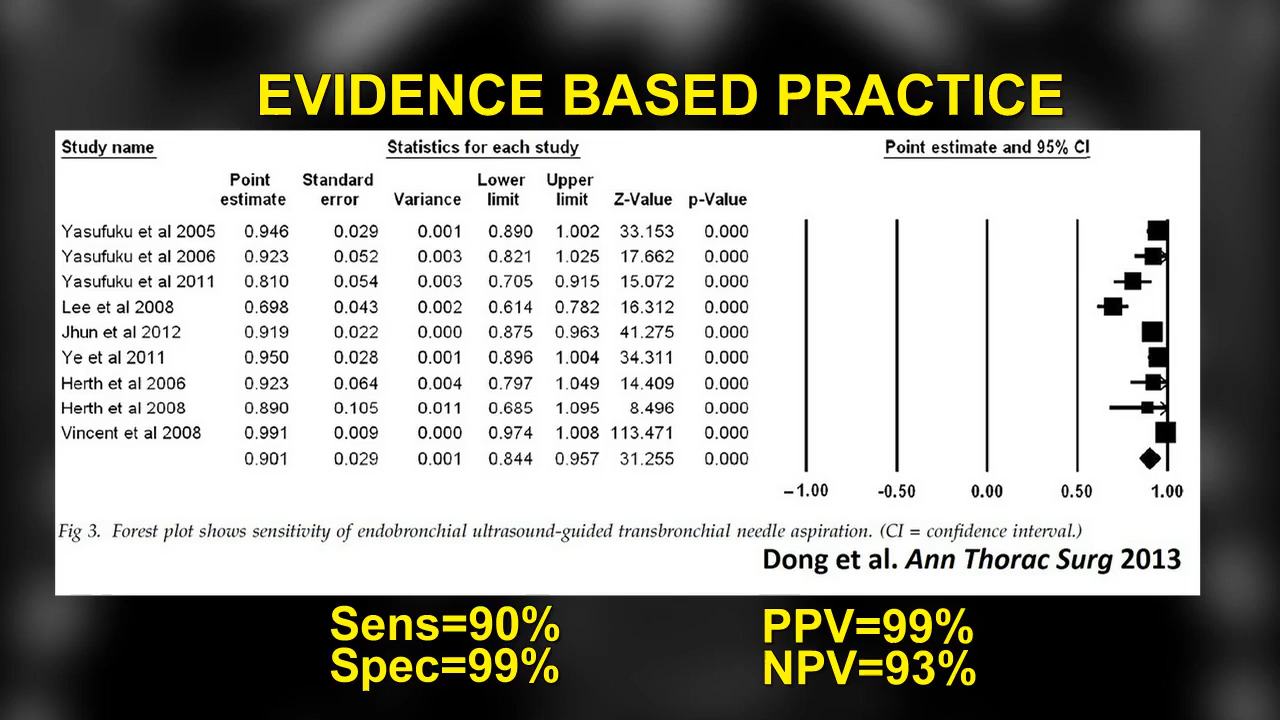 EVIDENCE BASED PRACTICE
Study name Statistics for each study Point estimate and 95% CI
Point Standard Lower Upper
estimate error Variance limit limit Z-Value p-Value
Yasufuku et al 2005 0.946 0.029 0.001 0.890 1.002 33.153 0.000
Yasufuku et al 2006 0.923 0.052 0.003 0.821 1.025 17.662 0.000
Yasufuku et al 2011 0.810 0.054 0.003 0.705 0.915 15.072 0.000
Lee et al 2008 0.698 0.043 0.002 0.614 0.782 16.312 0.000
Jhun et al 2012 0.919 0.022 0.000 0.875 0.963 41.275 0.000
Ye et al 2011 0.950 0.028 0.001 0.896 1.004 34.311 0.000
Herth et al 2006 0.923 0.064 0.004 0.797 1.049 14.409 0.000
Herth et al 2008 0.890 0.105 0.011 0.685 1.095 8.496 0.000
Vincent et al 2008 0.991 0.009 0.000 0.974 1.008 113.471 0.000
0.901 0.029 0.001 0.844 0.957 31.255 0.000
-1.00 -0.50 0.00 0.50 1.00
Fig 3. Forest plot shows sensitivity of endobronchial ultrasound-guided transbronchial needle aspiration. (CI = confidence interval.)
Dong et al. Ann Thorac Surg 2013
Sens=90% PPV=99%
Spec=99% NPV=93%